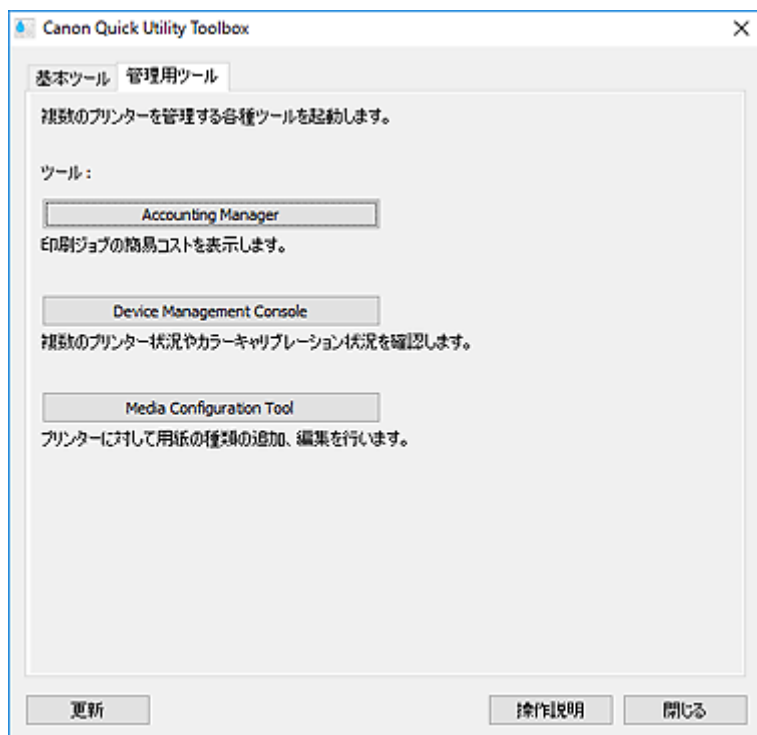 Canon Quick Utility Toolbox
基本ツール 管理用ツール
複数のプリンターを管理する各種ツールを起動します。
ツール：
Accounting Manager
印刷ジョブの簡易コストを表示します。
Device Management Console
複数のプリンター状況やカラーキャリブレーション状況を確認します。
Media Configuration Tool
プリンターに対して用紙の種類の追加、編集を行います。
更新 操作説明 閉じる